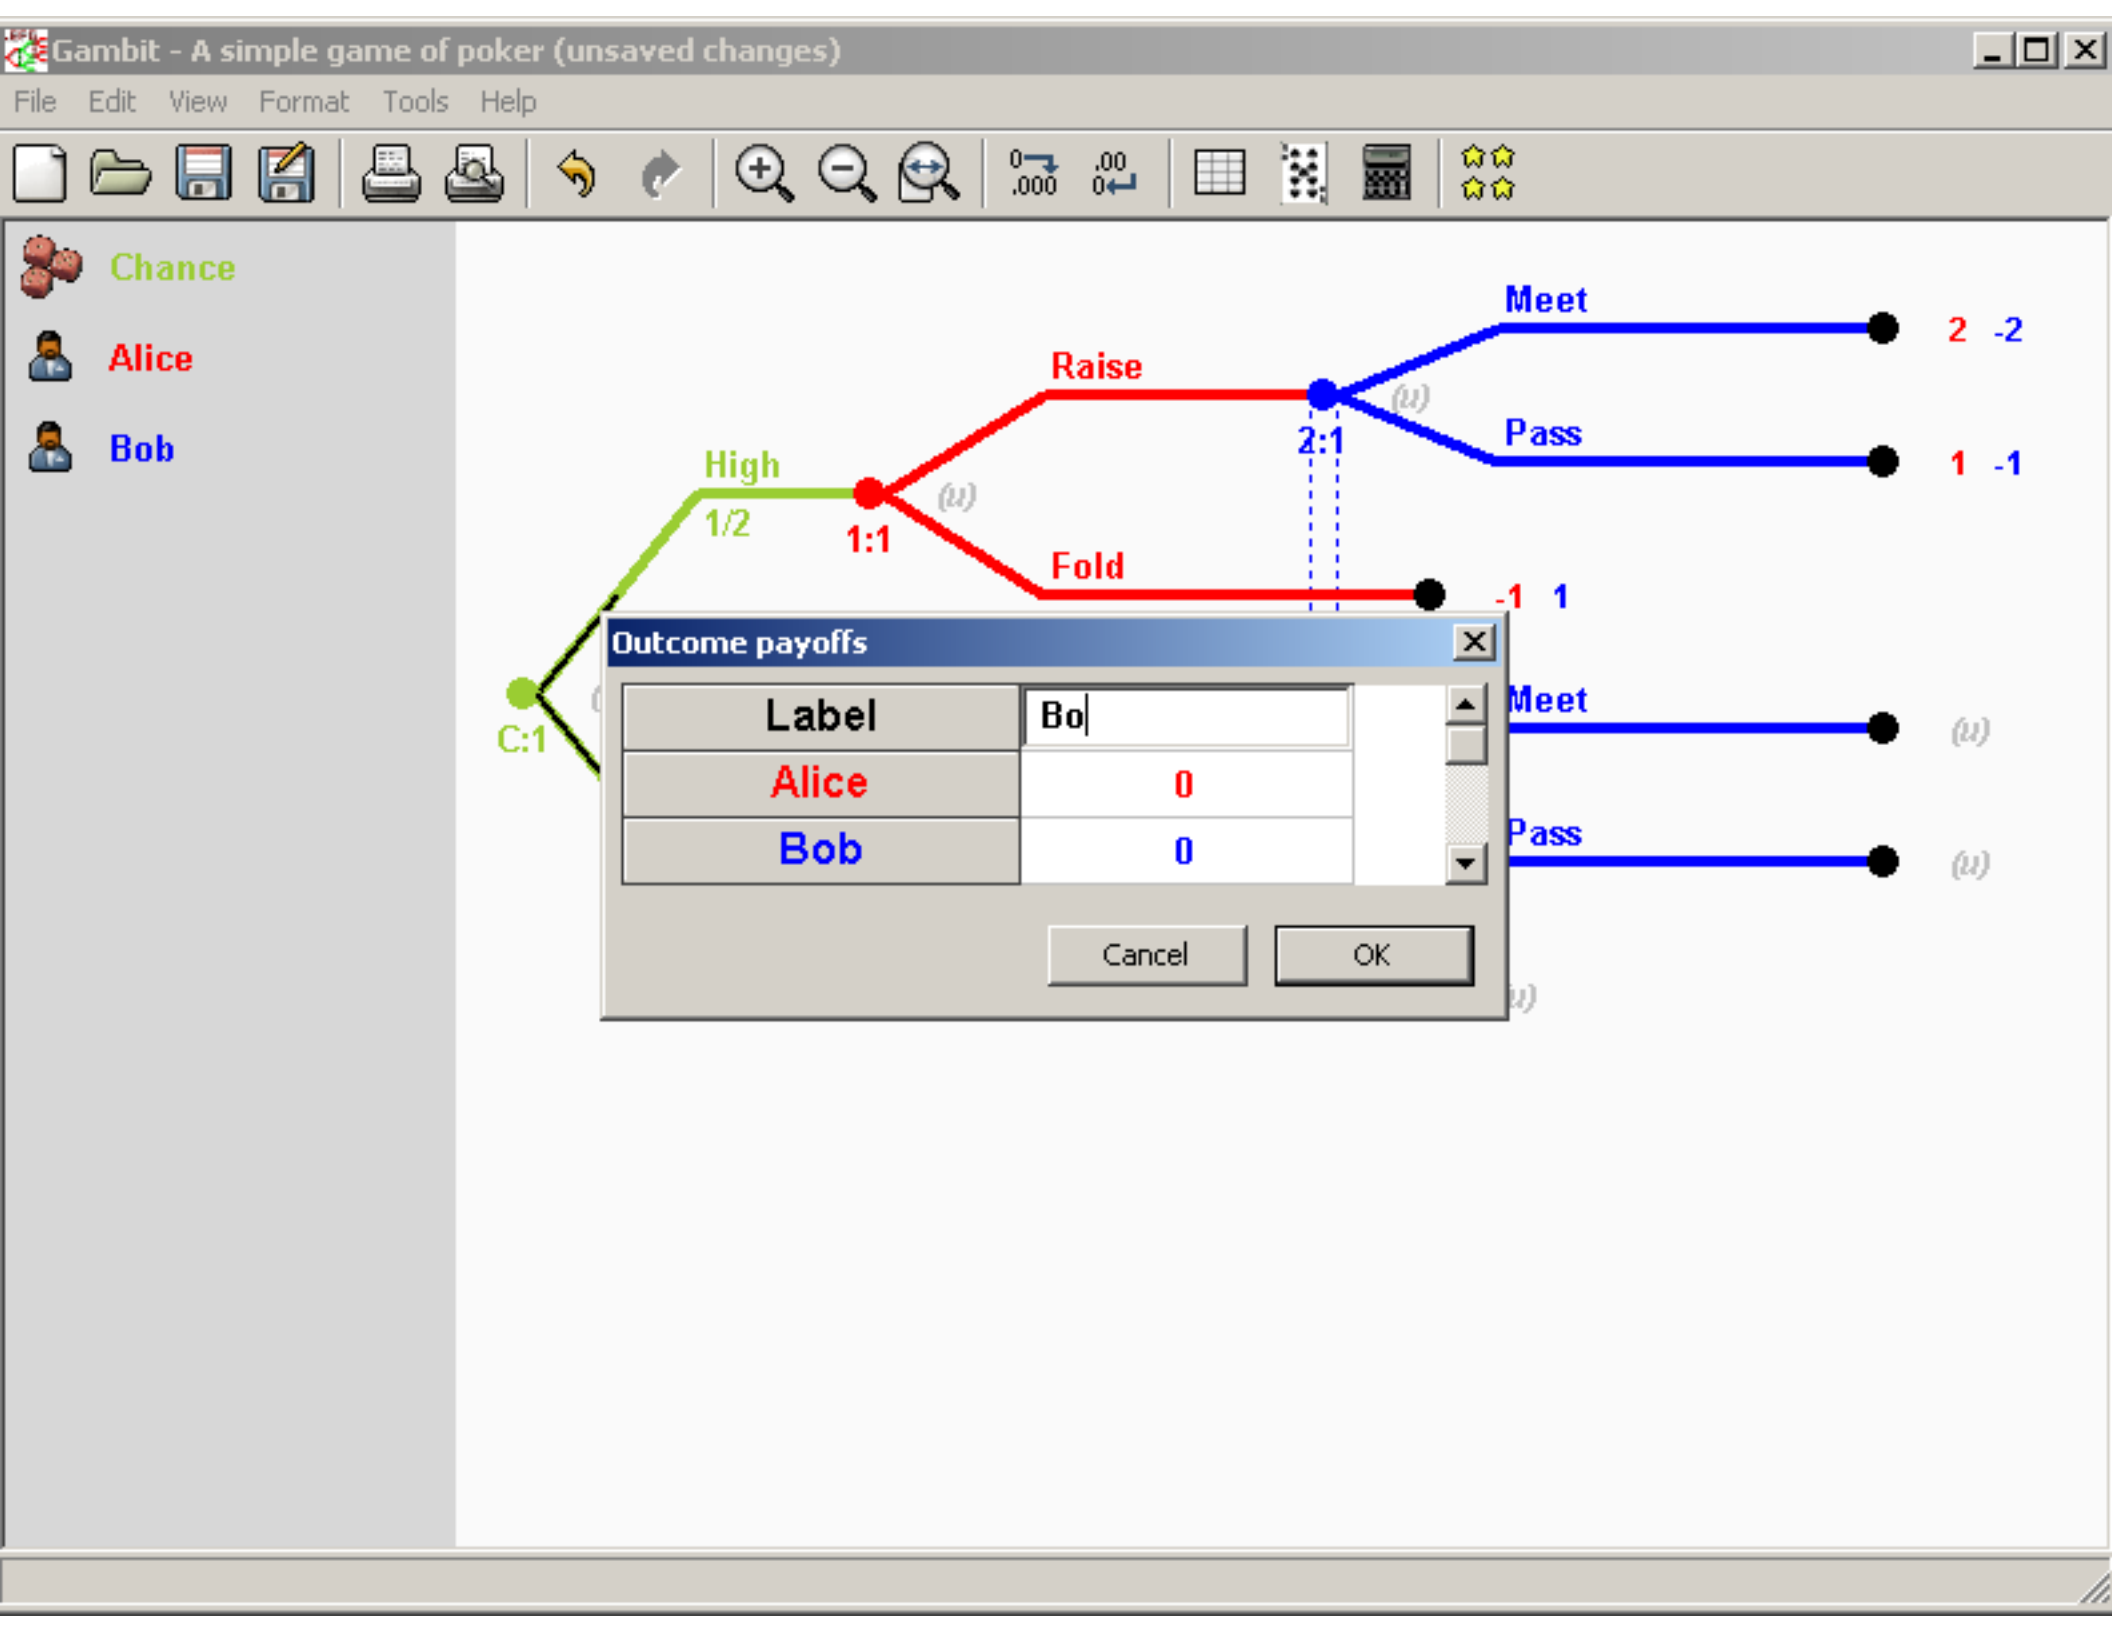 Gambit - A simple game of poker (unsaved changes)
File Edit View Format Tools Help
0 .000 .00 0
Chance
Alice
Bob
Meet
2 -2
Raise
(u)
Pass
2:1
1 -1
High
(u)
1/2
1:1
Fold
-1 1
Outcome payoffs
Label Bo
Meet
C:1
(u)
Alice 0
Pass
Bob 0
(u)
Cancel OK
u)